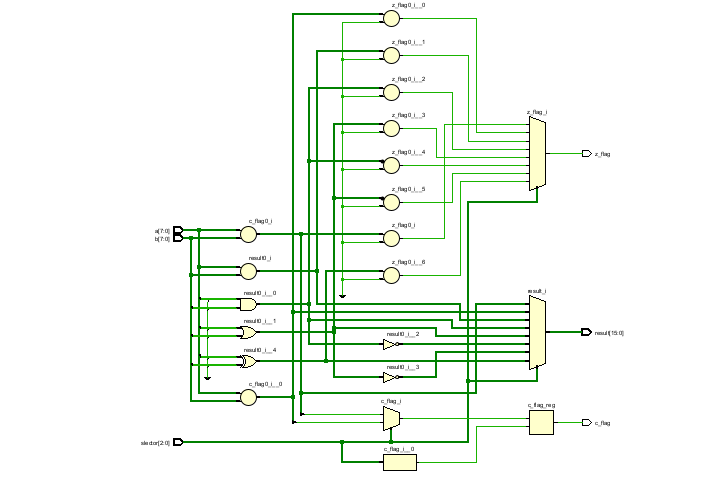 z_flag0_i__0
z_flag0_i__1
z_flag0_i__2
z_flag_i
z_flag0_i__3
z_flag0_i__4
z_flag
z_flag0_i__5
c_flag0_i
z_flag0_i
a[7:0]
b[7:0]
result0_i
z_flag0_i__6
result0_i__0
result_i
result0_i__1
result0_i__2
result[15:0]
result0_i__4
result0_i__3
c_flag0_i__0
c_flag_i
c_flag_reg
c_flag
slector[2:0]
c_flag_i__0